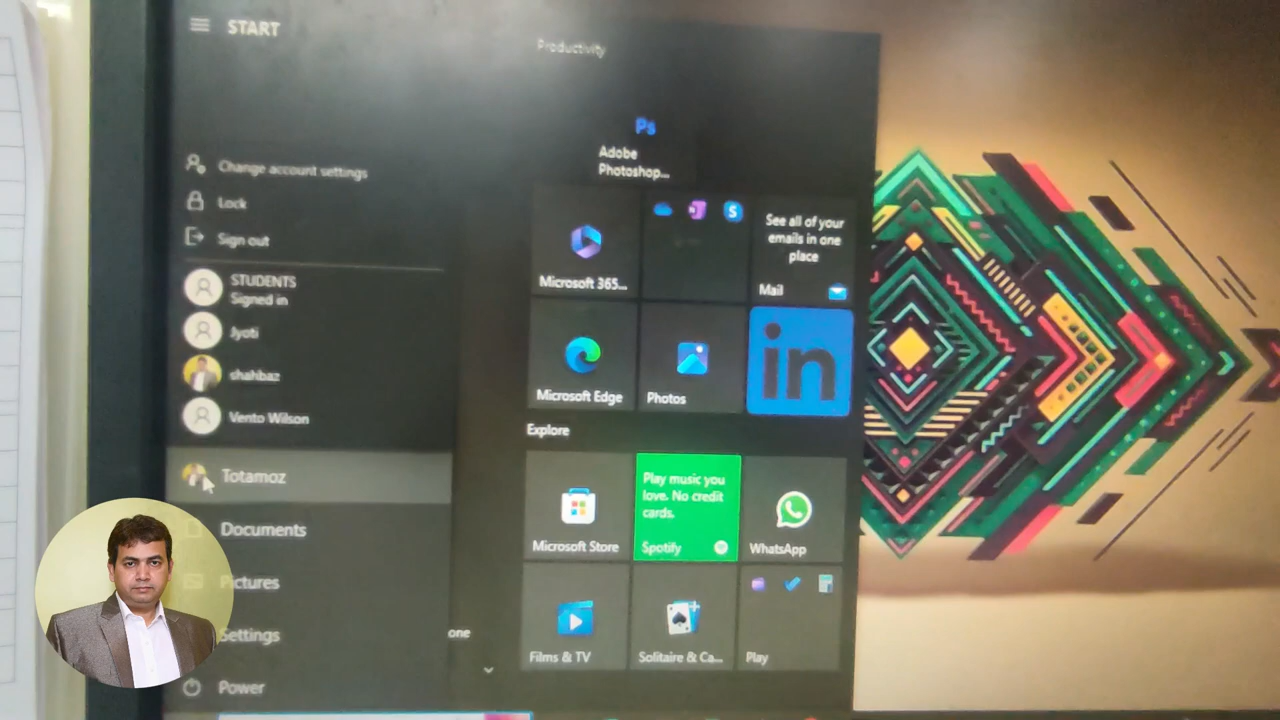 START
Change account settings
Lock
Sign out
STUDENTS
Signed in
Jyoti
shahbaz
Vento Wilson
Totamoz
Documents
Pictures
Settings
Power
one
Productivity
Ps
Adobe
Photoshop...
Microsoft 365...
S
See all of your
emails in one
place
Mail
Microsoft Edge
Photos
in
Explore
Microsoft Store
Play music you
love. No credit
cards.
Spotify
WhatsApp
Films & TV
Solitaire & Ca...
Play